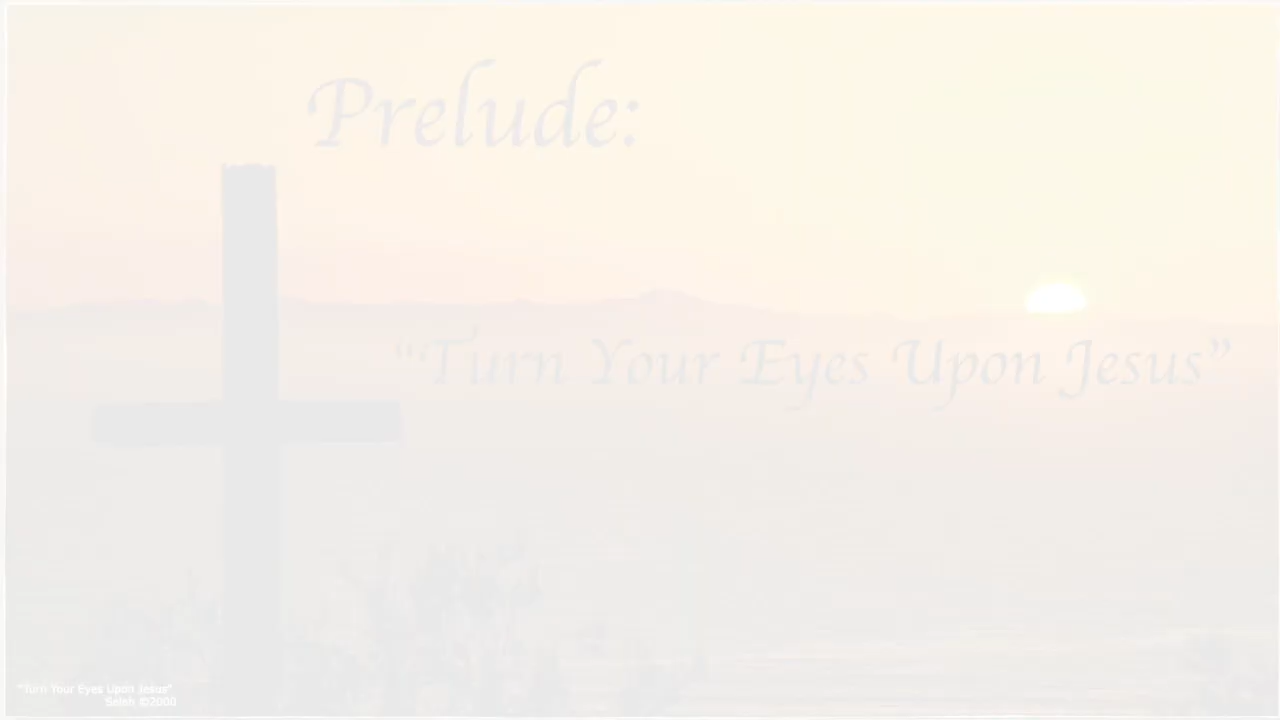 Prelude:
"Turn Your Eyes Upon Jesus”
"Turn Your Eyes Upon Jesus"
Selah ©2000